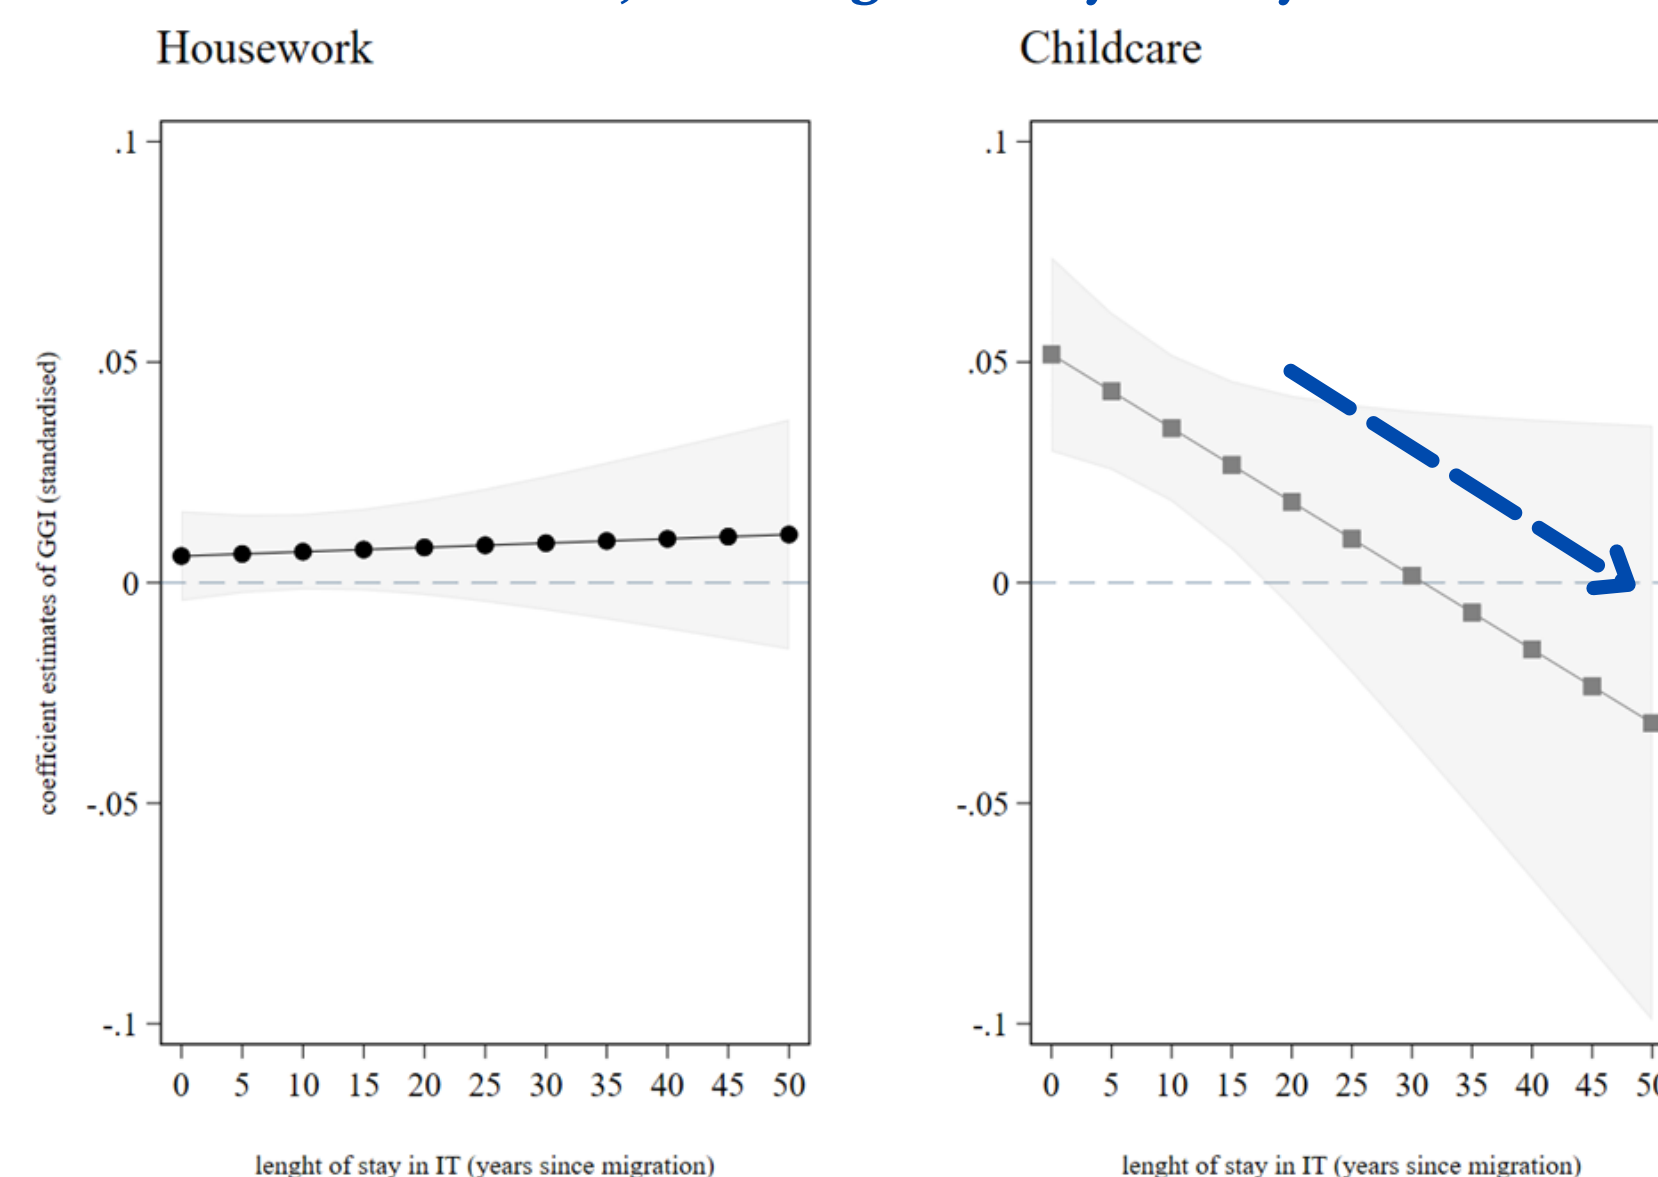 Housework
Childcare
coefficient estimates of GGI (standardised)
.1
.05
0
-.05
-.1
0 5 10 15 20 25 30 35 40 45 50
lenght of stay in IT (years since migration)
.1
.05
0
-.05
-.1
0 5 10 15 20 25 30 35 40 45
lenght of stay in IT (years since migration)